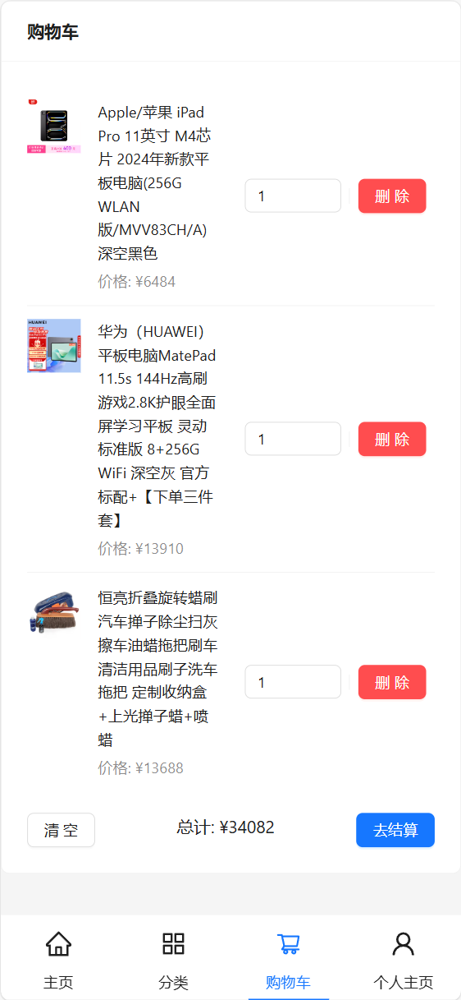 购物车
Apple/苹果 iPad
Pro 11英寸 M4芯
片 2024年新款平
板电脑(256G
WLAN
版/MVV83CH/A)
深空黑色
价格: ¥6484
1
删 除
HUAWEI
华为（HUAWEI）
平板电脑MatePad
11.5s 144Hz高刷
游戏2.8K护眼全面
屏学习平板 灵动
标准版 8+256G
WiFi 深空灰 官方
标配+【下单三件
套】
价格: ¥13910
1
删 除
恒亮折叠旋转蜡刷
汽车掸子除尘扫灰
擦车油蜡拖把刷车
清洁用品刷子洗车
拖把 定制收纳盒
+上光掸子蜡+喷
蜡
价格: ¥13688
1
删 除
清 空
总计: ¥34082
去结算
主页
分类
购物车
个人主页